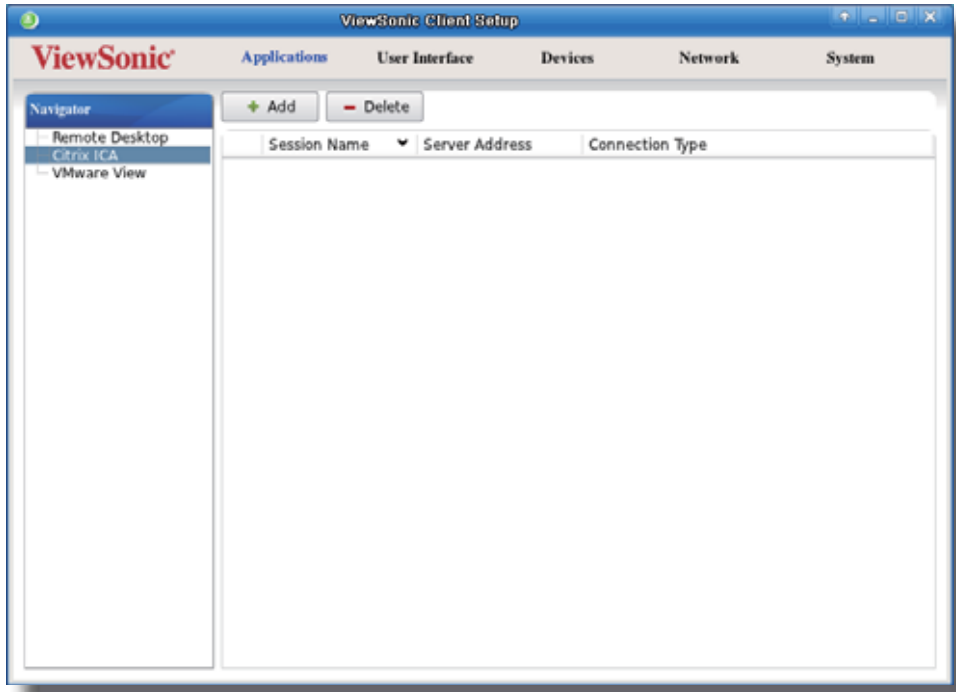 ViewSonic Client Setup
ViewSonic
Applications User Interface Devices Network System
Navigator
Remote Desktop
Citrix ICA
VMware View
Add Delete
Session Name Server Address Connection Type